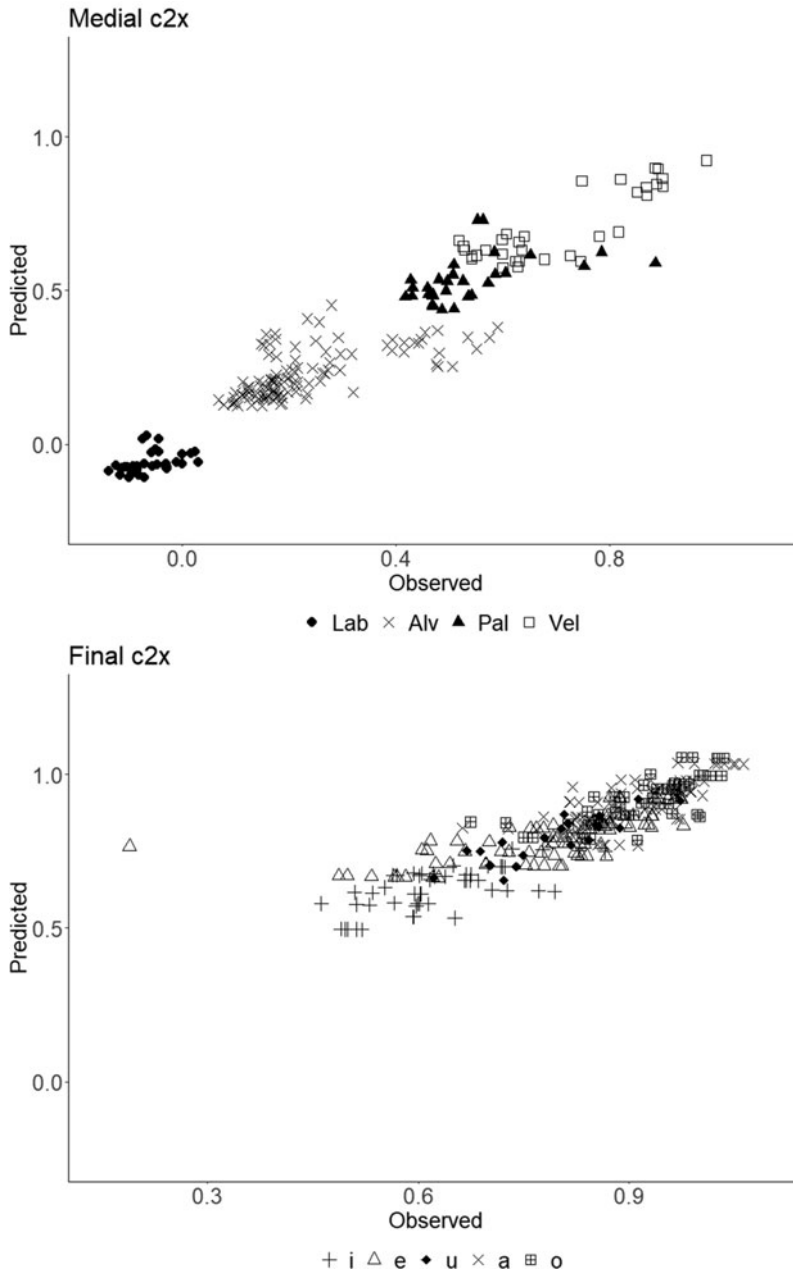 Medial c2x
1.0
0.5
0.0
Predicted
0.0 0.4 0.8
Observed
Lab Alv Pal Vel
Final c2x
1.0
0.5
0.0
Predicted
0.3 0.6 0.9
Observed
i e u a o